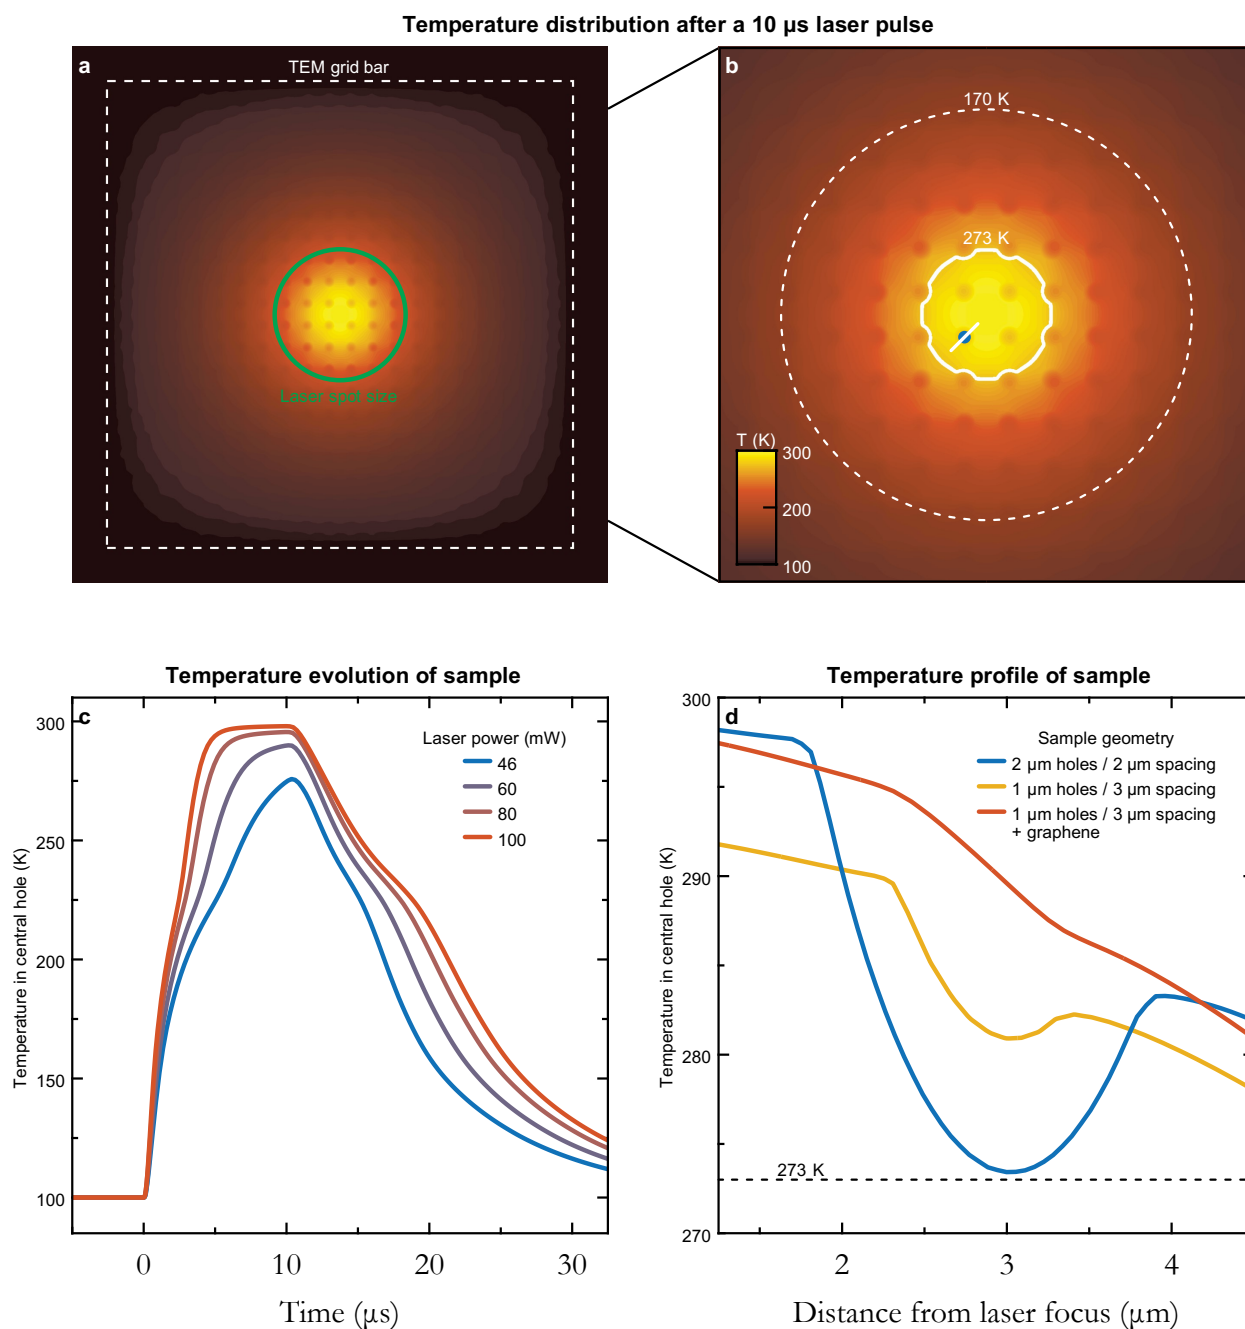 Temperature distribution after a 10 µs laser pulse
a
TEM grid bar
Laser spot size
b
170 K
273 K
T (K)
300
200
100
Temperature evolution of sample
c
Temperature in central hole (K)
300
250
200
150
100
Laser power (mW)
46
60
80
100
0
10
20
30
Time (µs)
Temperature profile of sample
d
Temperature in central hole (K)
300
290
280
270
Sample geometry
2 µm holes / 2 µm spacing
1 µm holes / 3 µm spacing
1 µm holes / 3 µm spacing
+ graphene
273 K
2
3
4
Distance from laser focus (µm)